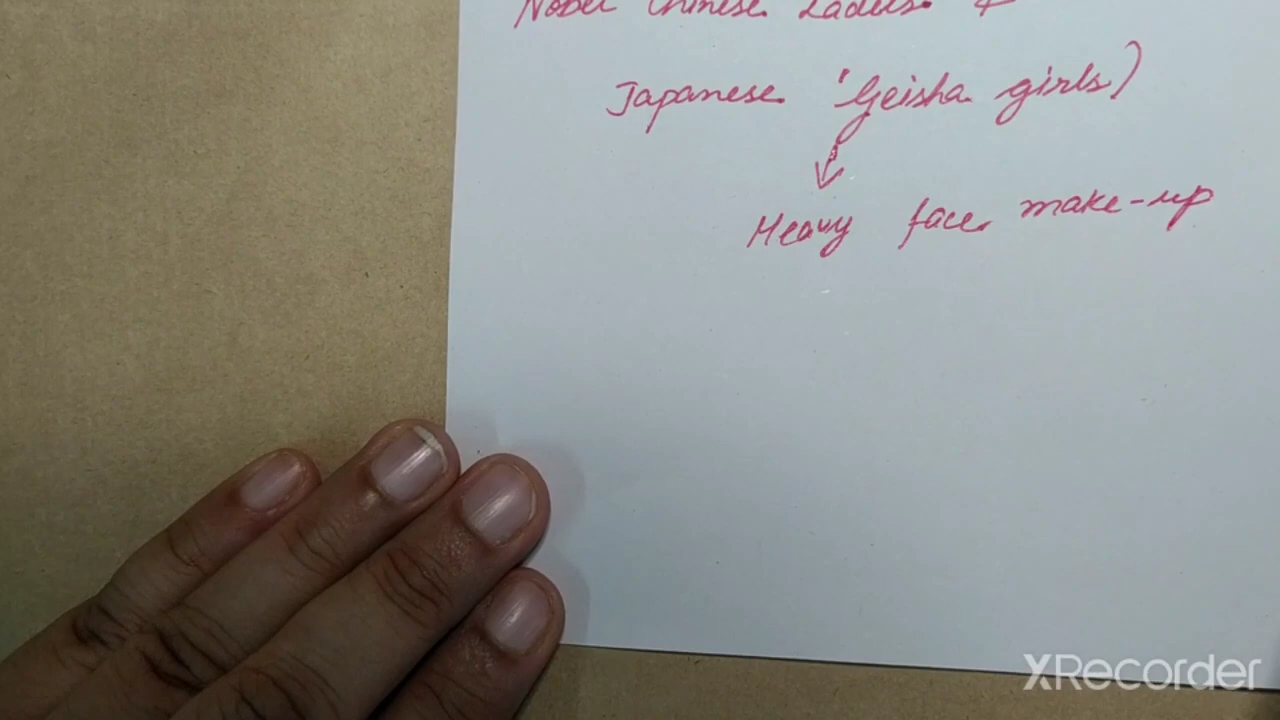 Nobel Chinese Ladies &
Japanese 'Geisha girls)
↓
Heavy face make-up
XRecorder